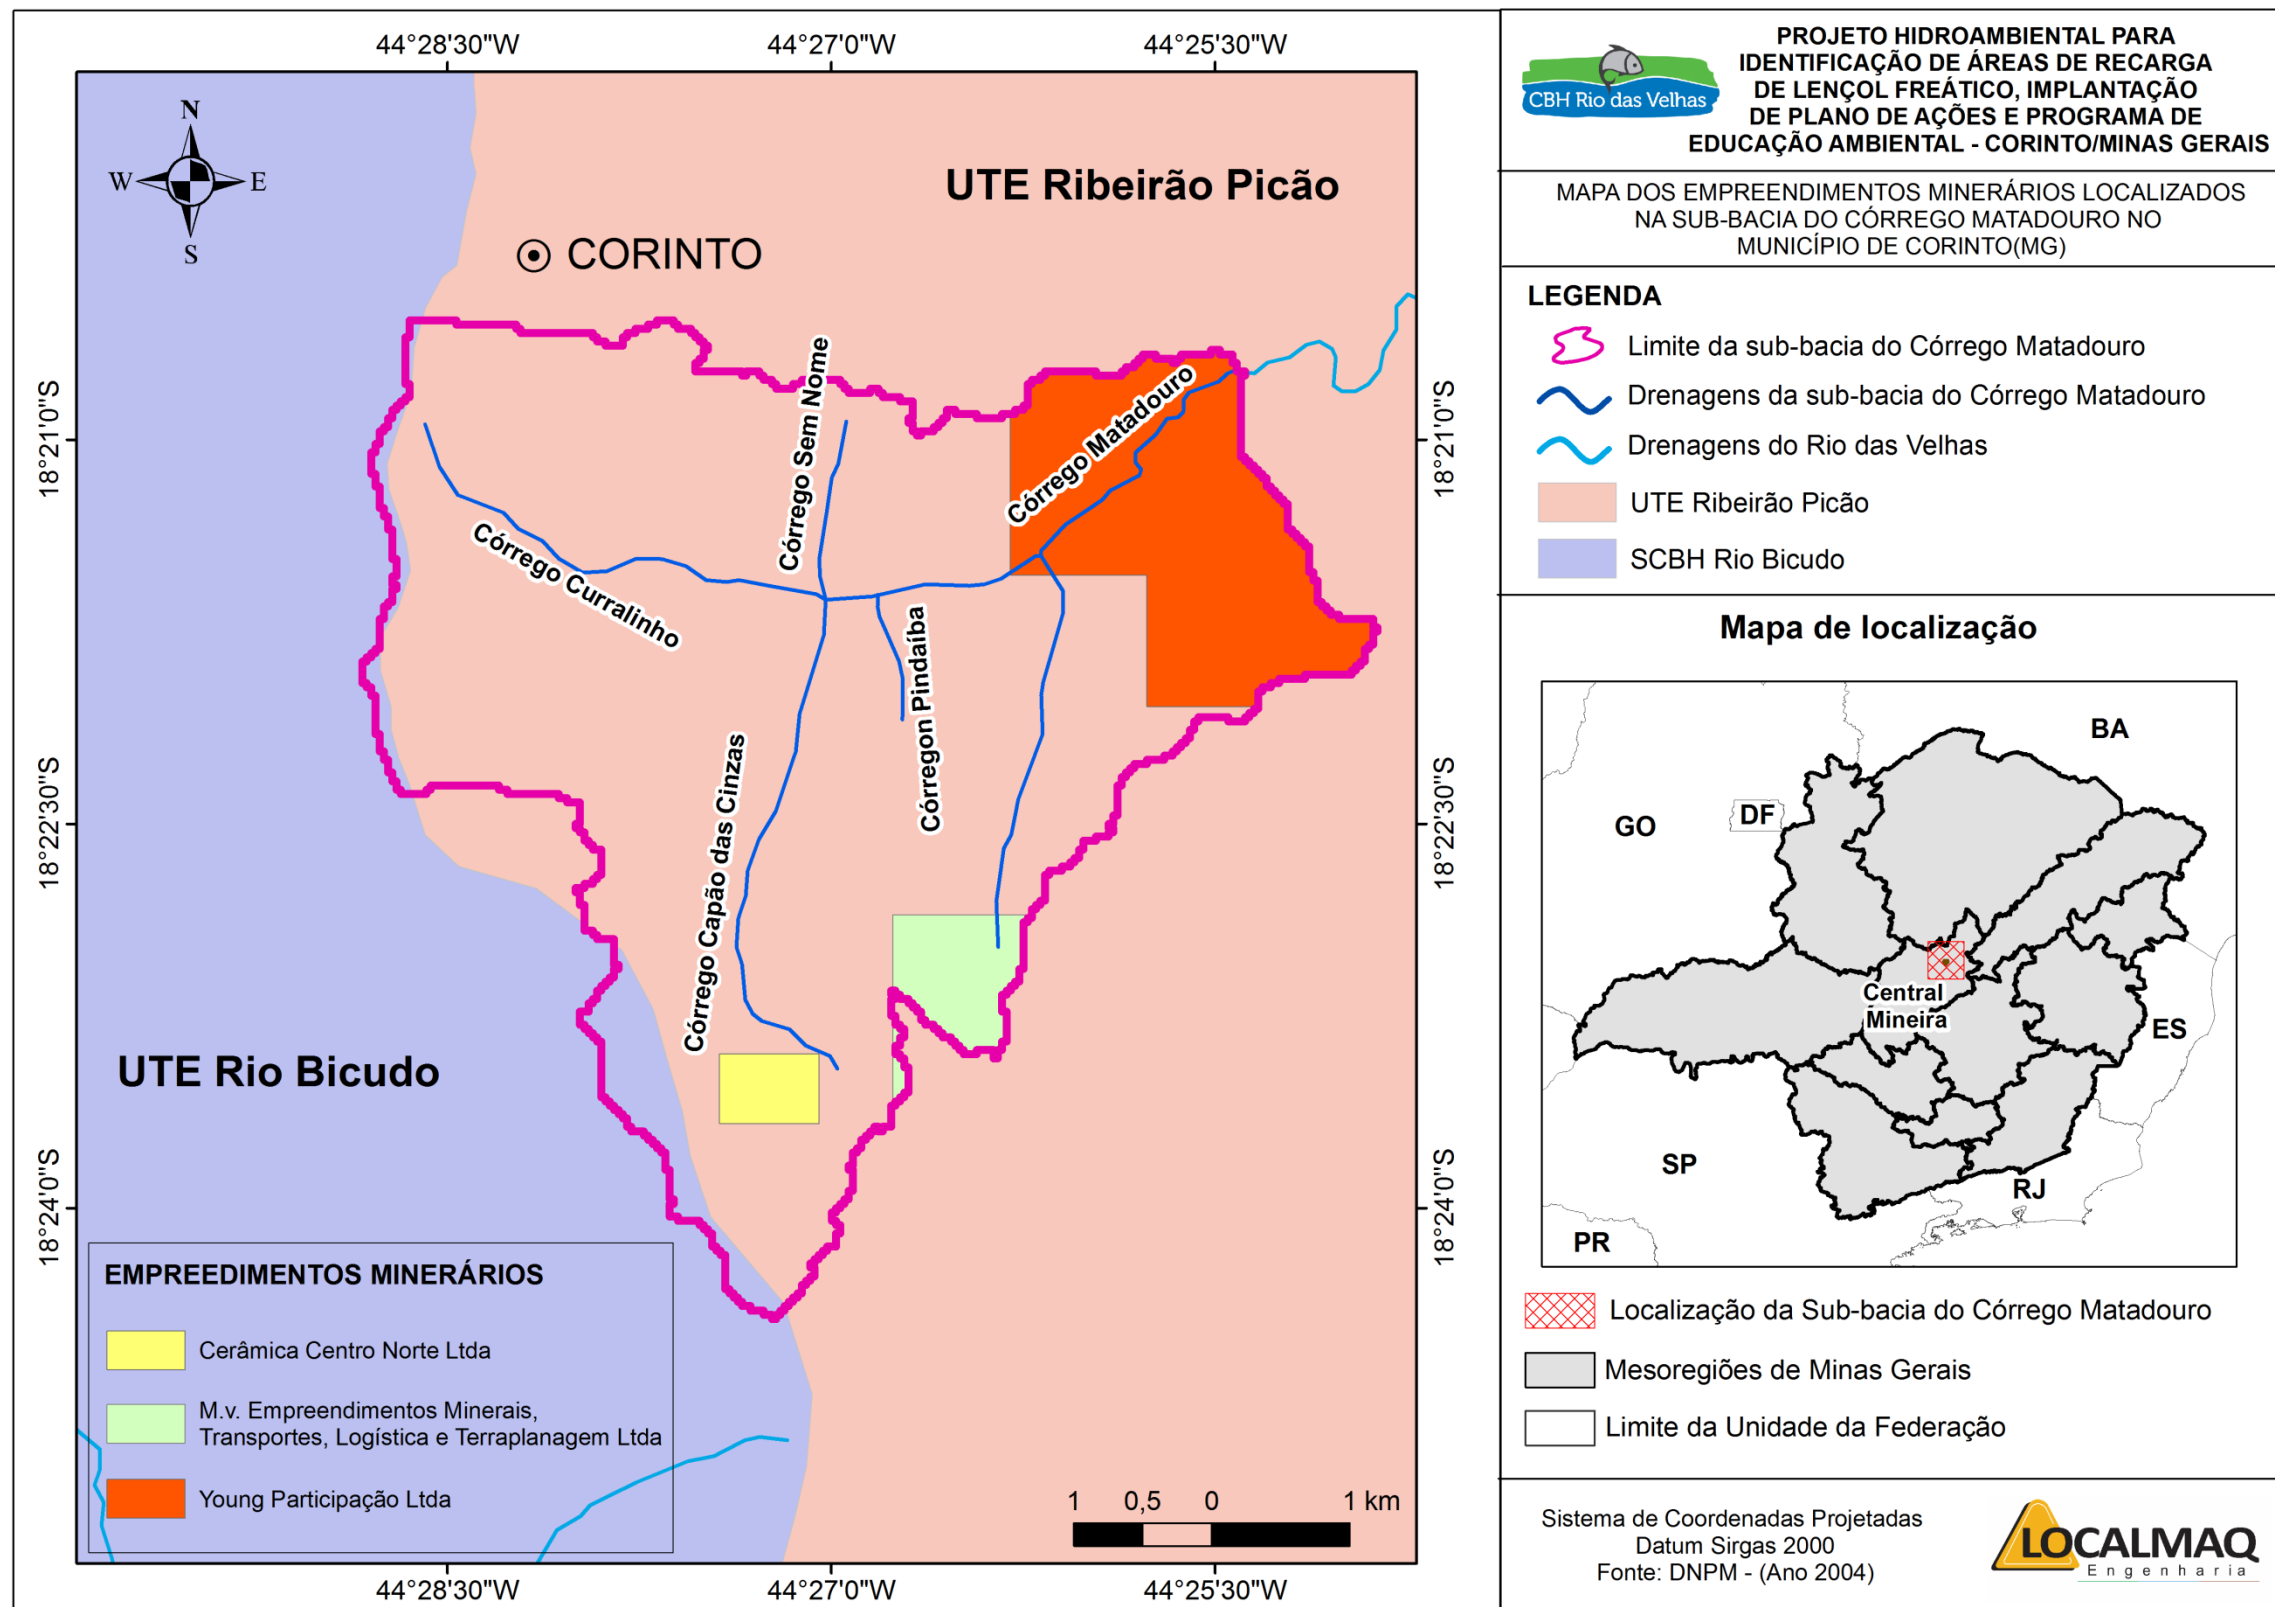 44°28'30"W
44°27'0"W
44°25'30"W
18°21'0"S
18°22'30"S
18°24'0"S
18°21'0"S
18°22'30"S
18°24'0"S
44°28'30"W
44°27'0"W
44°25'30"W
N
W
E
S
UTE Ribeirão Picão
CORINTO
Córrego Sem Nome
Córrego Matadouro
Córrego Curralinho
Córregon Pindaíba
Córrego Capão das Cinzas
UTE Rio Bicudo
EMPREEDIMENTOS MINERÁRIOS
Cerâmica Centro Norte Ltda
M.v. Empreendimentos Minerais,
Transportes, Logística e Terraplanagem Ltda
Young Participação Ltda
1 0,5 0 1 km
CBH Rio das Velhas
PROJETO HIDROAMBIENTAL PARA
IDENTIFICAÇÃO DE ÁREAS DE RECARGA
DE LENÇOL FREÁTICO, IMPLANTAÇÃO
DE PLANO DE AÇÕES E PROGRAMA DE
EDUCAÇÃO AMBIENTAL - CORINTO/MINAS GERAIS
MAPA DOS EMPREENDIMENTOS MINERÁRIOS LOCALIZADOS
NA SUB-BACIA DO CÓRREGO MATADOURO NO
MUNICÍPIO DE CORINTO(MG)
LEGENDA
Limite da sub-bacia do Córrego Matadouro
Drenagens da sub-bacia do Córrego Matadouro
Drenagens do Rio das Velhas
UTE Ribeirão Picão
SCBH Rio Bicudo
Mapa de localização
BA
GO
DF
Central
Mineira
ES
SP
RJ
PR
Localização da Sub-bacia do Córrego Matadouro
Mesoregiões de Minas Gerais
Limite da Unidade da Federação
Sistema de Coordenadas Projetadas
Datum Sirgas 2000
Fonte: DNPM - (Ano 2004)
LOCALMAQ
Engenharia